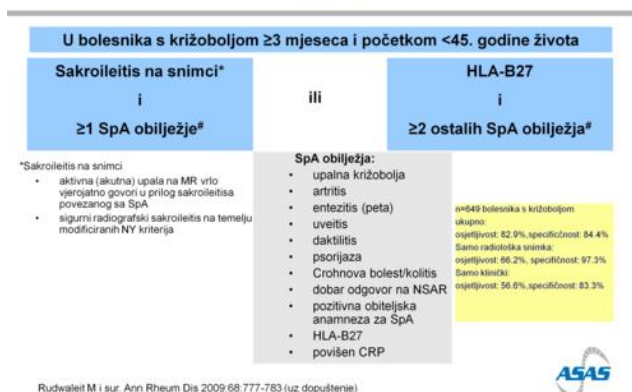 U bolesnika s križoboljom ≥3 mjeseca i početkom <45. godine života
Sakroileitis na snimci*
i
≥1 SpA obilježje#
ili
HLA-B27
i
≥2 ostalih SpA obilježja#
*Sakroileitis na snimci
• aktivna (akutna) upala na MR vrlo
vjerojatno govori u prilog sakroileitisa
povezanog sa SpA
• sigurni radiografski sakroileitis na temelju
modificiranih NY kriterija
SpA obilježja:
• upalna križobolja
• artritis
• entezitis (peta)
• uveitis
• daktilitis
• psorijaza
• Crohnova bolest/kolitis
• dobar odgovor na NSAR
• pozitivna obiteljska
anamneza za SpA
• HLA-B27
• povišen CRP
n=649 bolesnika s križoboljom
ukupno:
osjetljivost: 82.9%,specifičnost: 84.4%
Samo radiološka snimka:
osjetljivost: 66.2%, specifičnost: 97.3%
Samo klinički:
osjetljivost: 56.6%,specifičnost: 83.3%
Rudwaleit M i sur. Ann Rheum Dis 2009;68:777-783 (uz dopuštenje)
ASAS